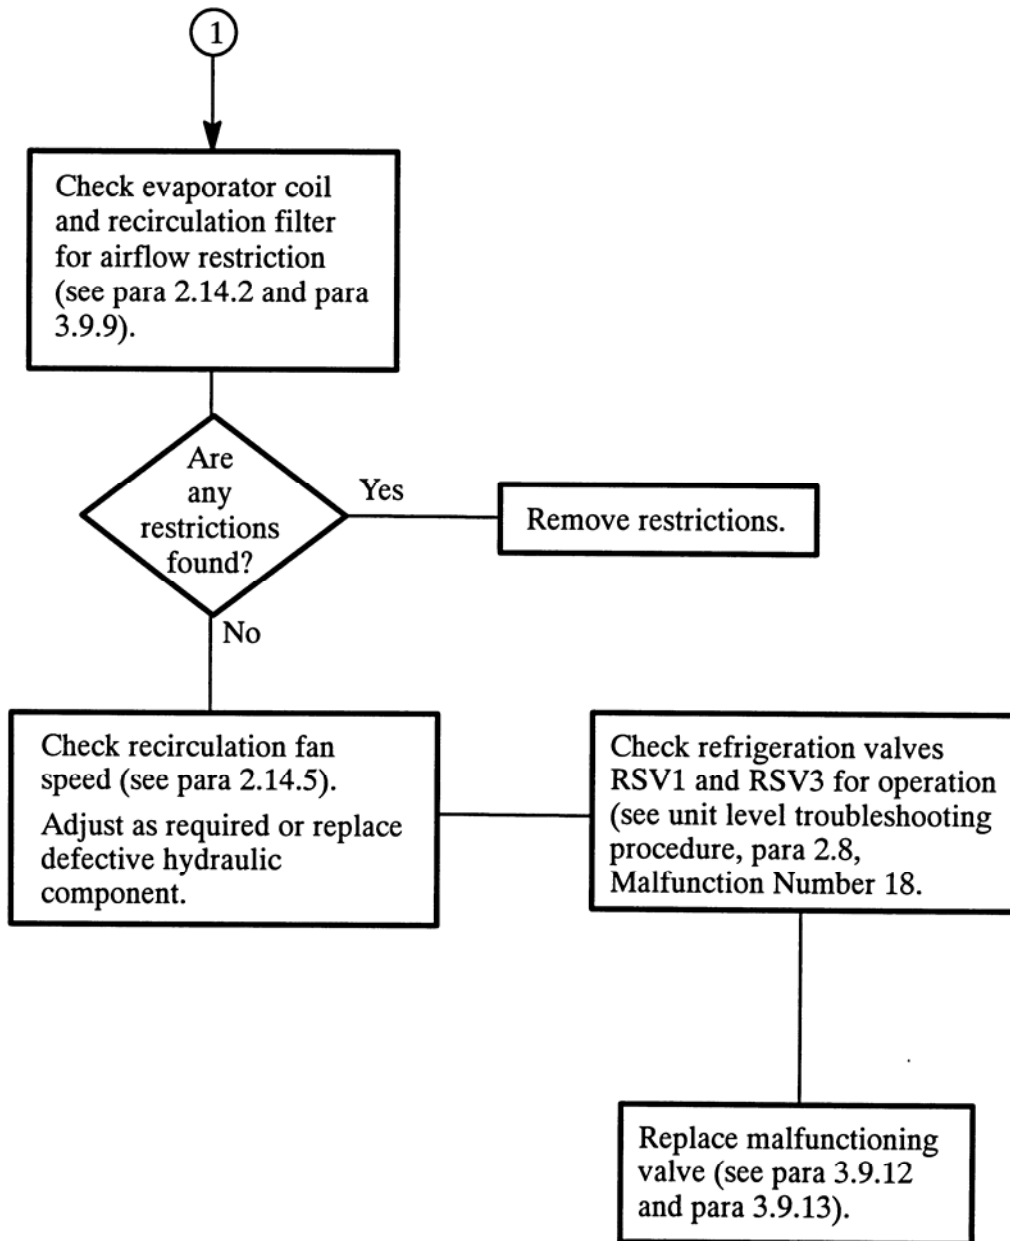 1
Check evaporator coil
and recirculation filter
for airflow restriction
(see para 2.14.2 and para
3.9.9).
Are
any
restrictions
found?
Yes
Remove restrictions.
No
Check recirculation fan
speed (see para 2.14.5).
Adjust as required or replace
defective hydraulic
component.
Check refrigeration valves
RSV1 and RSV3 for operation
(see unit level troubleshooting
procedure, para 2.8,
Malfunction Number 18.
Replace malfunctioning
valve (see para 3.9.12
and para 3.9.13).